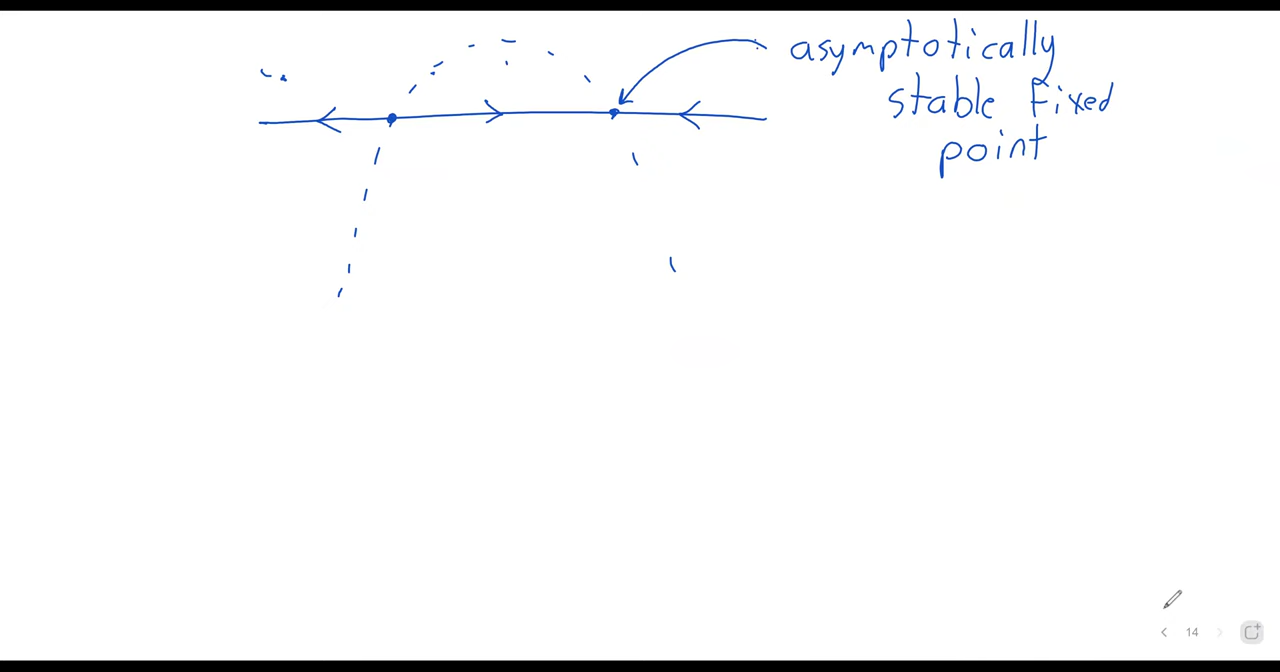 asymptotically
stable fixed
point
14